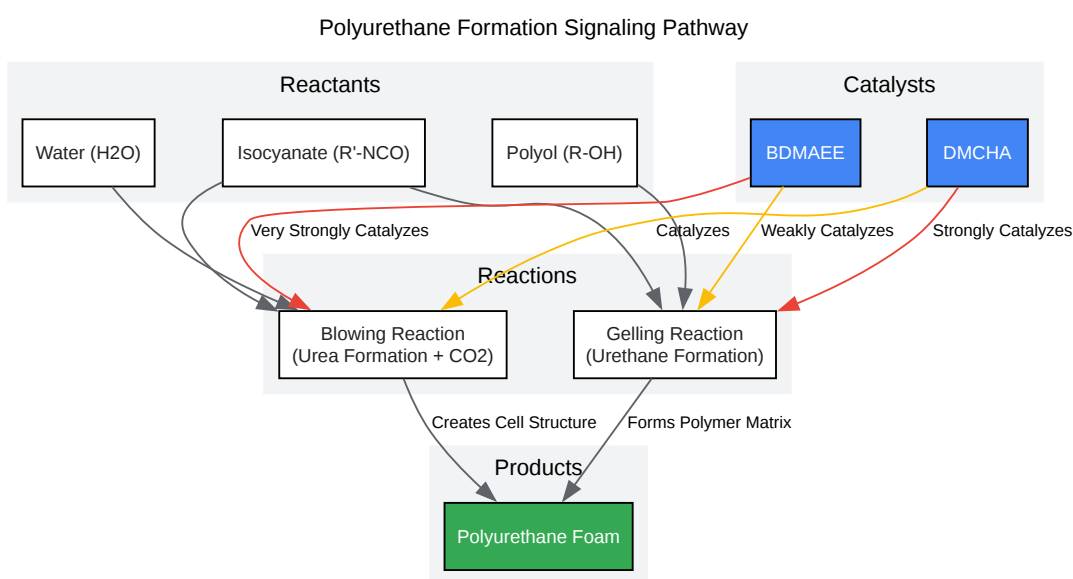 Polyurethane Formation Signaling Pathway
Reactants
Catalysts
Water (H2O)
Isocyanate (R'-NCO)
Polyol (R-OH)
BDMAEE
DMCHA
Very Strongly Catalyzes
Catalyzes
Weakly Catalyzes
Strongly Catalyzes
Reactions
Blowing Reaction
(Urea Formation + CO2)
Gelling Reaction
(Urethane Formation)
Creates Cell Structure
Forms Polymer Matrix
Products
Polyurethane Foam